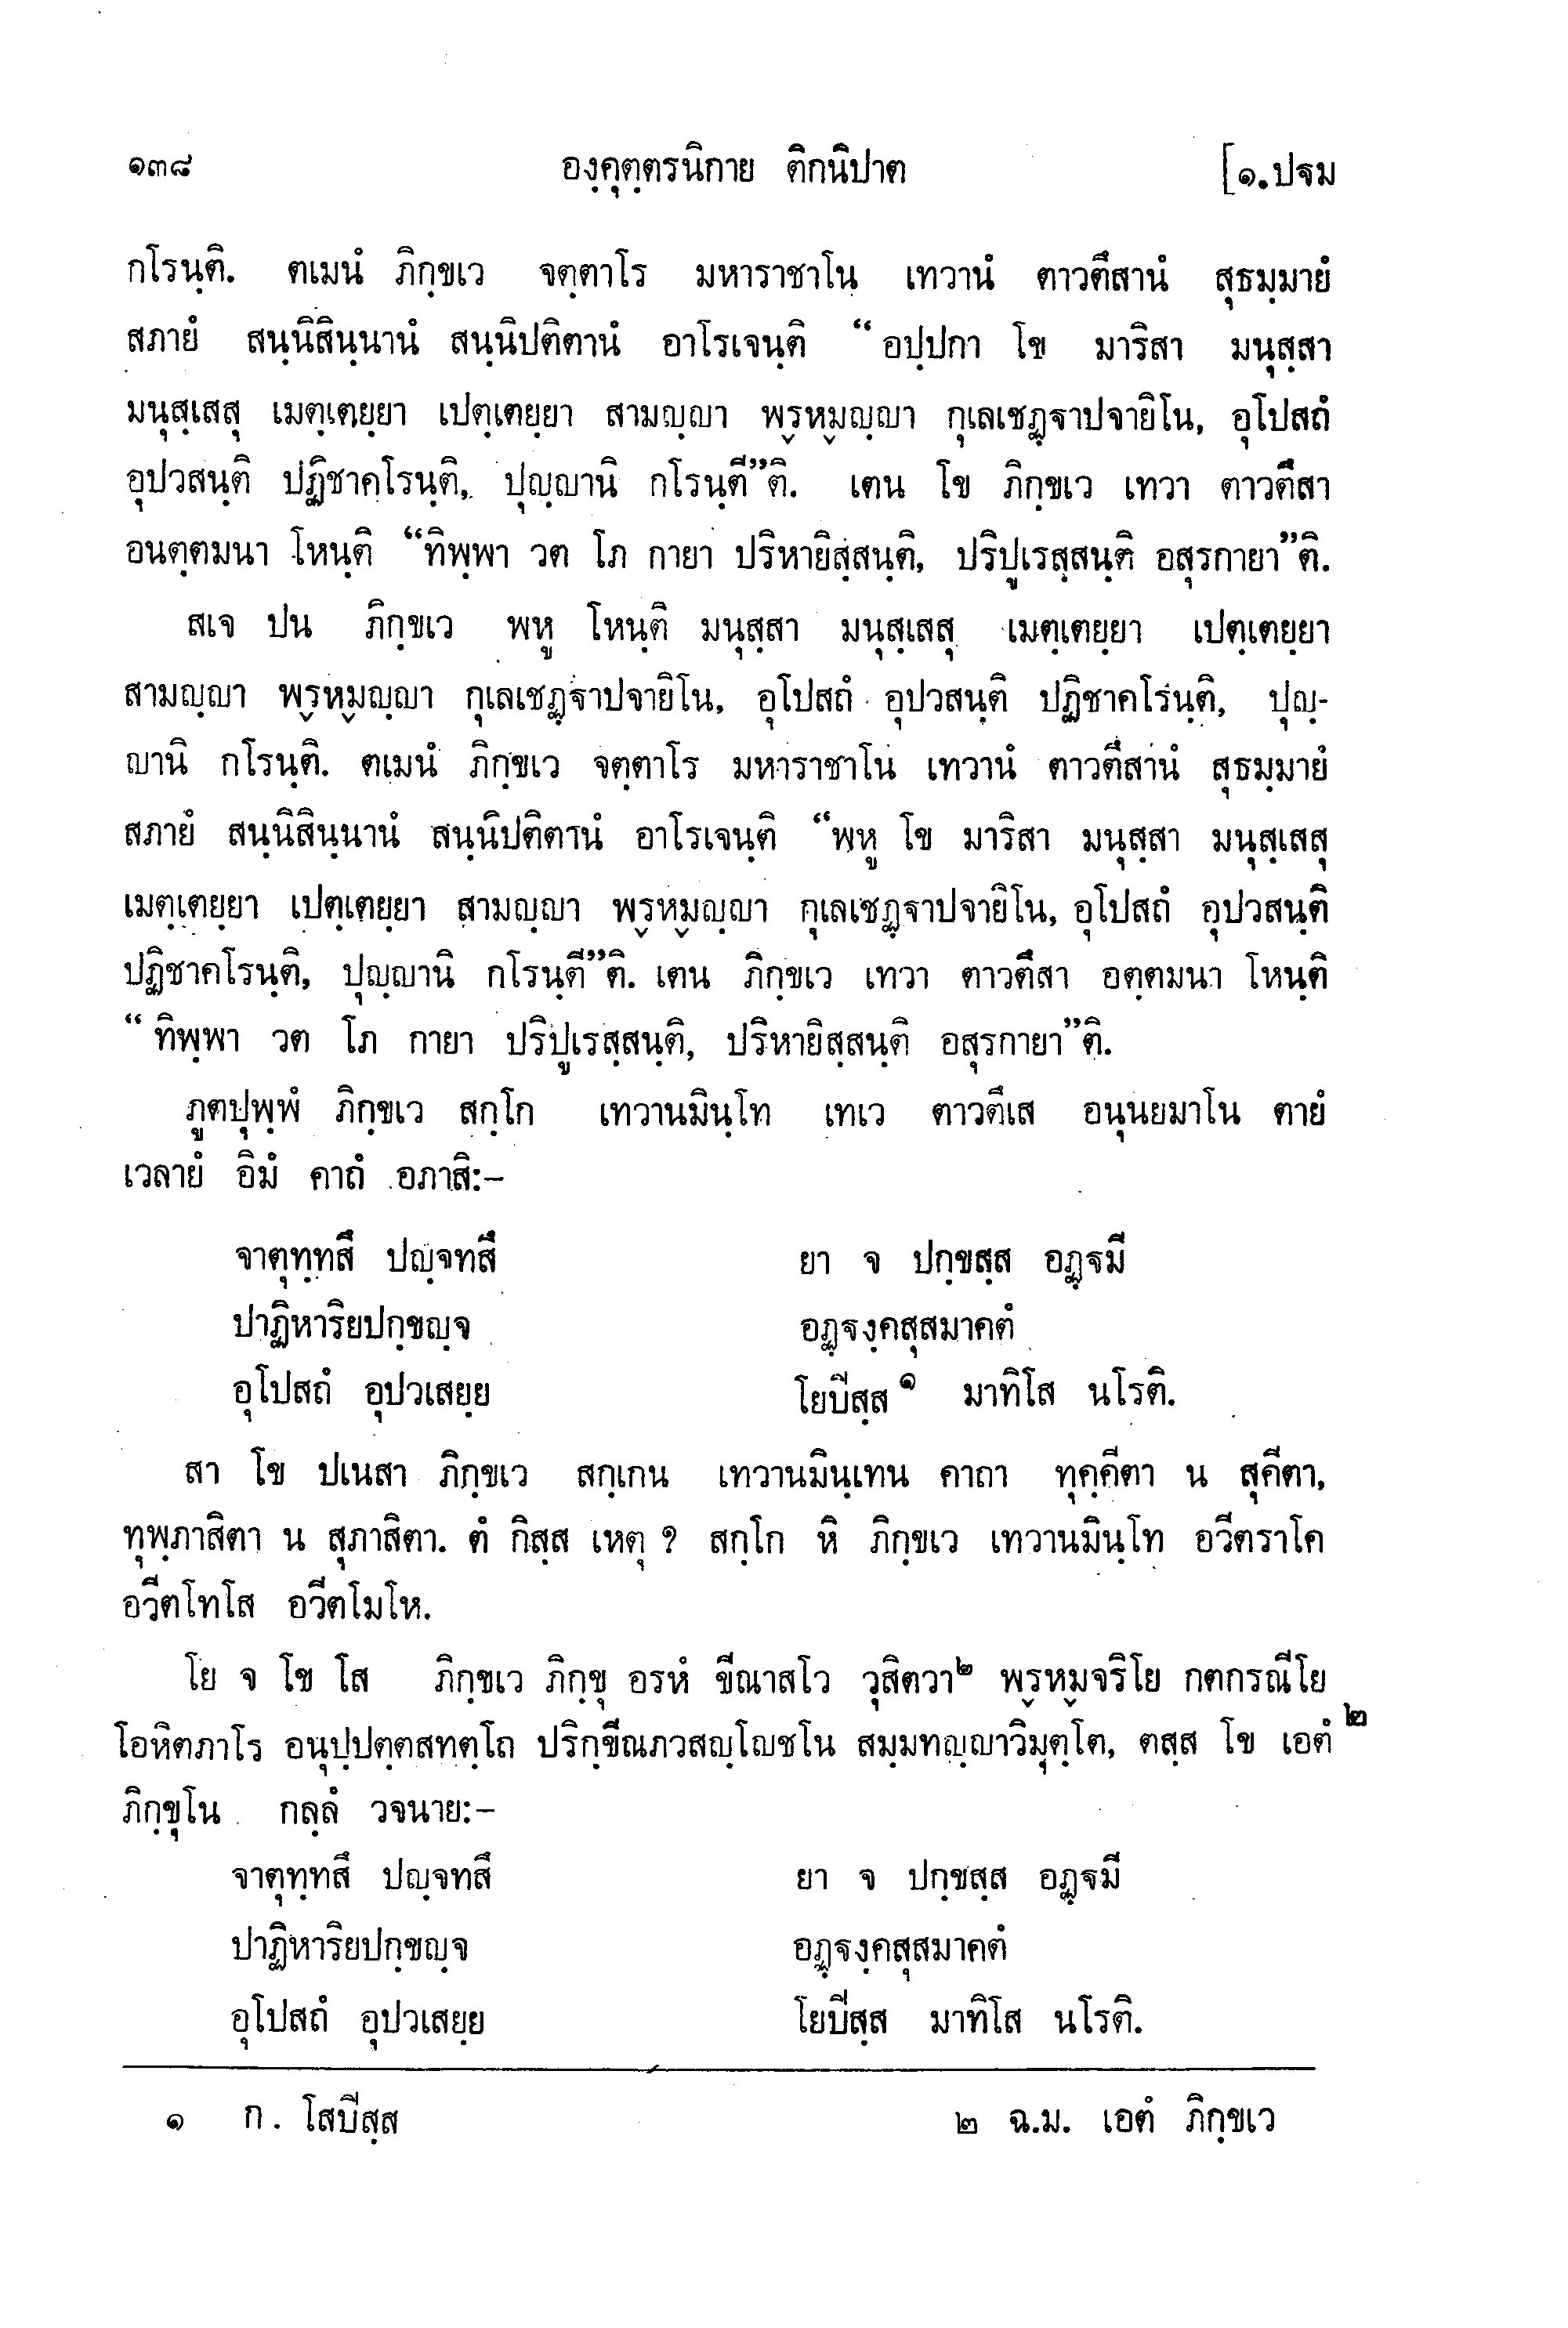 ๑๓๘ องฺคุตฺตรนิกาย ติกนิปาต [๑.ปฐม
กโรนฺติ. ตเมนํ ภิกฺขเว จตฺตาโร มหาราชาโน เทวานํ ตาวตึสานํ สุธมฺมายํ
สภายํ สนฺนิสินฺนานํ สนฺนิปติตานํ อาโรเจนฺติ “อปฺปกา โข มาริสา มนุสฺสา
มนุสฺเสสุ เมตฺเตยฺยา เปตฺเตยฺยา สามญฺญา พฺรหฺมญฺญา กุเลเชฏฺฐาปจายิโน, อุโปสถํ
อุปวสนฺติ ปฏิชาคโรนฺติ, ปุญฺญานิ กโรนฺตี”ติ. เตน โข ภิกฺขเว เทวา ตาวตึสา
อนตฺตมนา โหนฺติ “ทิพฺพา วต โภ กายา ปริหายิสฺสนฺติ, ปริปูเรสฺสนฺติ อสุรกายา”ติ.
สเจ ปน ภิกฺขเว พหู โหนฺติ มนุสฺสา มนุสฺเสสุ เมตฺเตยฺยา เปตฺเตยฺยา
สามญฺญา พฺรหฺมญฺญา กุเลเชฏฺฐาปจายิโน, อุโปสถํ อุปวสนฺติ ปฏิชาคโรนฺติ, ปุญฺ-
ญานิ กโรนฺติ. ตเมนํ ภิกฺขเว จตฺตาโร มหาราชาโน เทวานํ ตาวตึสานํ สุธมฺมายํ
สภายํ สนฺนิสินฺนานํ สนฺนิปติตานํ อาโรเจนฺติ “พหู โข มาริสา มนุสฺสา มนุสฺเสสุ
เมตฺเตยฺยา เปตฺเตยฺยา สามญฺญา พฺรหฺมญฺญา กุเลเชฏฺฐาปจายิโน, อุโปสถํ อุปวสนฺติ
ปฏิชาคโรนฺติ, ปุญฺญานิ กโรนฺตี”ติ. เตน ภิกฺขเว เทวา ตาวตึสา อตฺตมนา โหนฺติ
“ทิพฺพา วต โภ กายา ปริปูเรสฺสนฺติ, ปริหายิสฺสนฺติ อสุรกายา”ติ.
ภูตปุพฺพํ ภิกฺขเว สกฺโก เทวานมินฺโท เทเว ตาวตึเส อนุนยมาโน ตายํ
เวลายํ อิมํ คาถํ อภาสิ:–
จาตุทฺทสึ ปญฺจทสึ ยา จ ปกฺขสฺส อฏฺฐมี
ปาฏิหาริยปกฺขญฺจ อฏฺฐงฺคสุสมาคตํ
อุโปสถํ อุปวเสยฺย โยปีสฺส๑ มาทิโส นโรติ.
สา โข ปเนสา ภิกฺขเว สกฺเกน เทวานมินฺเทน คาถา ทุคฺคีตา น สุคีตา,
ทุพฺภาสิตา น สุภาสิตา. ตํ กิสฺส เหตุ ? สกฺโก หิ ภิกฺขเว เทวานมินฺโท อวีตราโค
อวีตโทโส อวีตโมโห.
โย จ โข โส ภิกฺขเว ภิกฺขุ อรหํ ขีณาสโว วุสิตวา๒ พฺรหฺมจริโย กตกรณีโย
โอหิตภาโร อนุปฺปตฺตสทตฺโถ ปริกฺขีณภวสญฺโญชโน สมฺมทญฺญาวิมุตฺโต, ตสฺส โข เอตํ๒
ภิกฺขุโน กลฺลํ วจนาย:–
จาตุทฺทสึ ปญฺจทสึ ยา จ ปกฺขสฺส อฏฺฐมี
ปาฏิหาริยปกฺขญฺจ อฏฺฐงฺคสุสมาคตํ
อุโปสถํ อุปวเสยฺย โยปีสฺส มาทิโส นโรติ.
๑ ก. โสปีสฺส ๒ ฉ.ม. เอตํ ภิกฺขเว